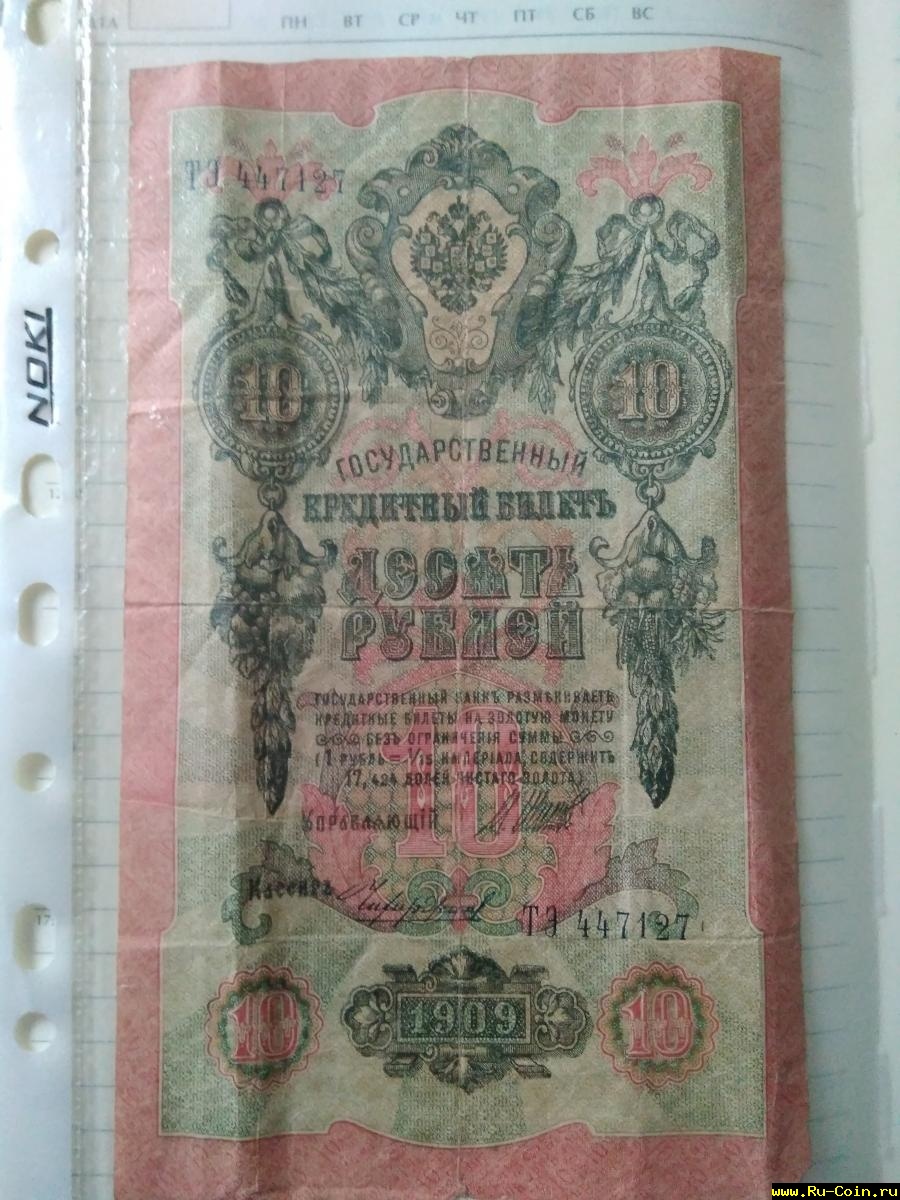 ПН ВТ СР ЧТ ПТ СБ ВС
ТЭ 447127
10 10
ГОСУДАРСТВЕННЫЙ
КРЕДИТНЫЙ БИЛЕТЪ
ДЕСЯТЬ
РУБЛЕЙ
ГОСУДАРСТВЕННЫЙ БАНКЪ РАЗМѢНИВАЕТЪ
КРЕДИТНЫЕ БИЛЕТЫ НА ЗОЛОТУЮ МОНЕТУ
БЕЗЪ ОГРАНИЧЕНІЯ СУММЫ
(1 РУБЛЬ = 1/15 ИМПЕРІАЛА, СОДЕРЖИТЪ
17,424 ДОЛЕЙ ЧИСТАГО ЗОЛОТА)
10
УПРАВЛЯЮЩІЙ
Кассиръ
ТЭ 447127
10 1909 10
NOKI
www.Ru-Coin.ru